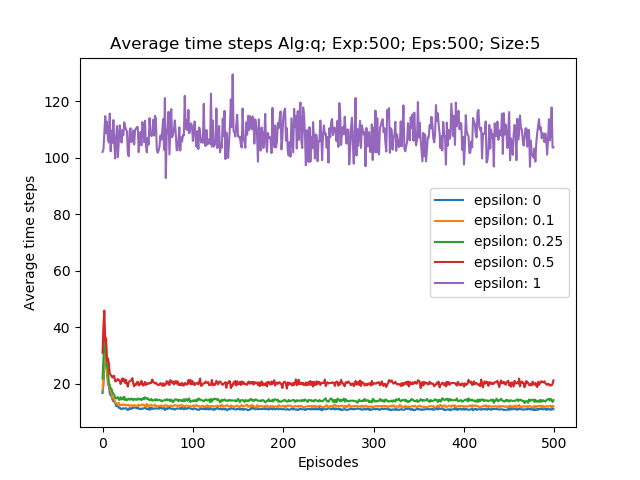 Average time steps Alg:q; Exp:500; Eps:500; Size:5
Average time steps
120
100
80
60
40
20
epsilon: 0
epsilon: 0.1
epsilon: 0.25
epsilon: 0.5
epsilon: 1
0
100
200
300
400
500
Episodes